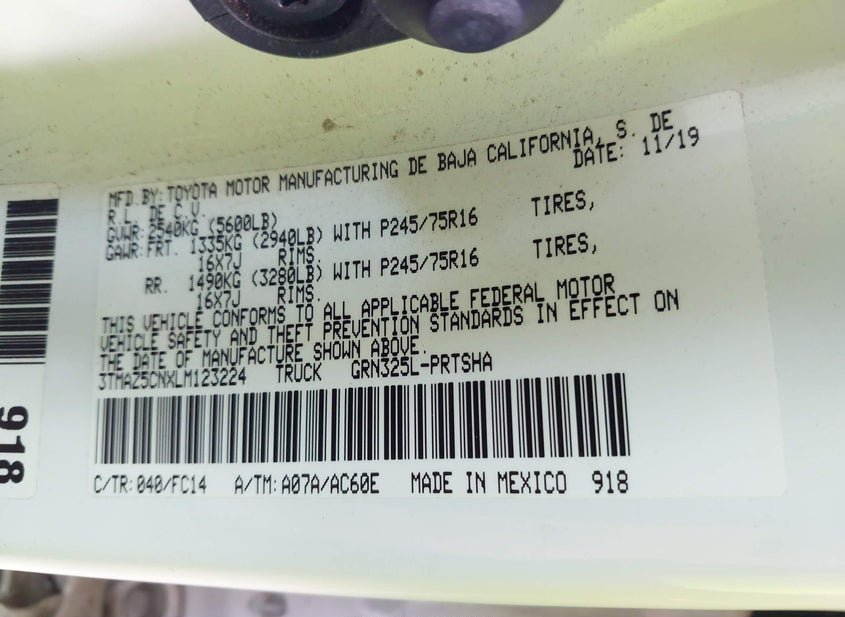 MFD.BY:TOYOTA MOTOR MANUFACTURING DE BAJA CALIFORNIA, S. DE
R.L. DE C.V. DATE: 11/19
GVWR:2540KG (5600LB)
GAWR:FRT. 1335KG (2940LB) WITH P245/75R16 TIRES,
16X7J RIMS.
RR. 1490KG (3280LB) WITH P245/75R16 TIRES,
16X7J RIMS.
THIS VEHICLE CONFORMS TO ALL APPLICABLE FEDERAL MOTOR
VEHICLE SAFETY AND THEFT PREVENTION STANDARDS IN EFFECT ON
THE DATE OF MANUFACTURE SHOWN ABOVE.
3TMAZ5CNXLM123224 TRUCK GRN325L-PRTSHA
C/TR:040/FC14 A/TM:A07A/AC60E MADE IN MEXICO 918
918